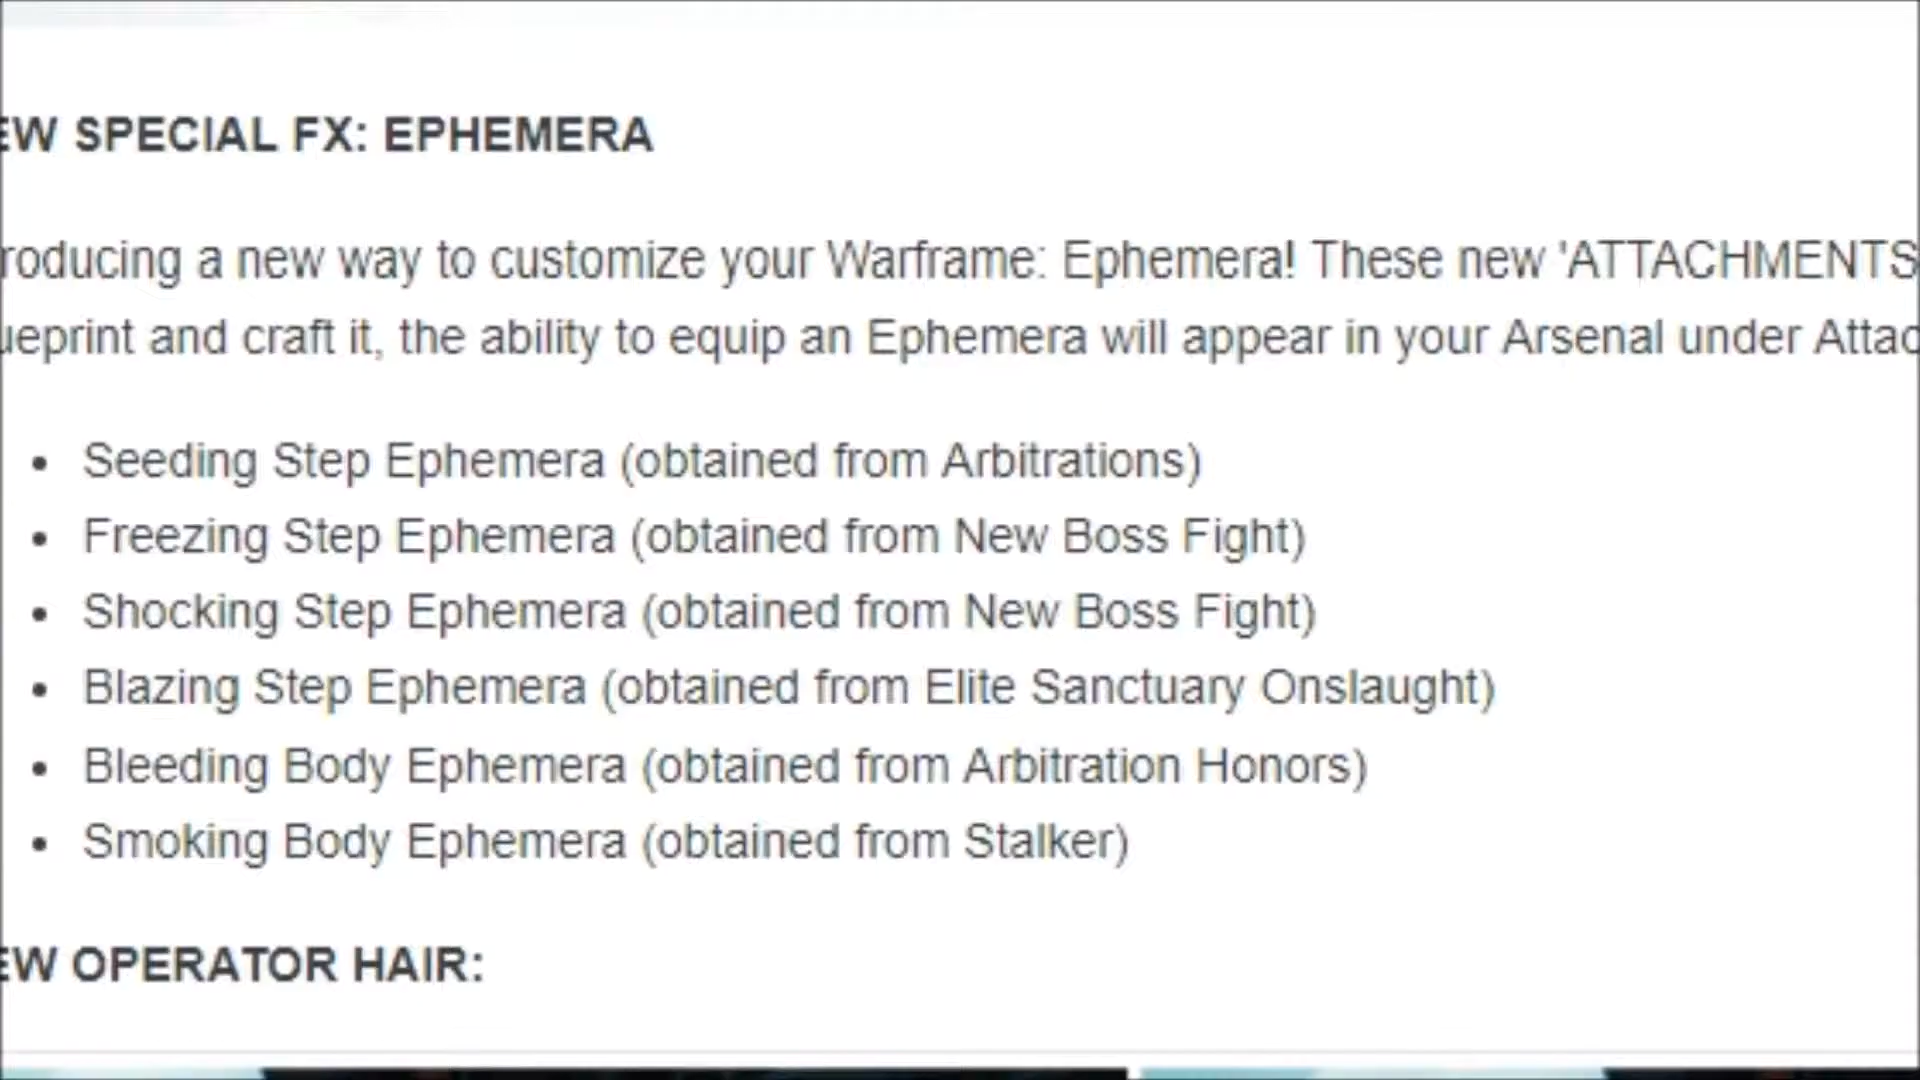 EW SPECIAL FX: EPHEMERA
roducing a new way to customize your Warframe: Ephemera! These new 'ATTACHMENTS
ueprint and craft it, the ability to equip an Ephemera will appear in your Arsenal under Attac
• Seeding Step Ephemera (obtained from Arbitrations)
• Freezing Step Ephemera (obtained from New Boss Fight)
• Shocking Step Ephemera (obtained from New Boss Fight)
• Blazing Step Ephemera (obtained from Elite Sanctuary Onslaught)
• Bleeding Body Ephemera (obtained from Arbitration Honors)
• Smoking Body Ephemera (obtained from Stalker)
EW OPERATOR HAIR: